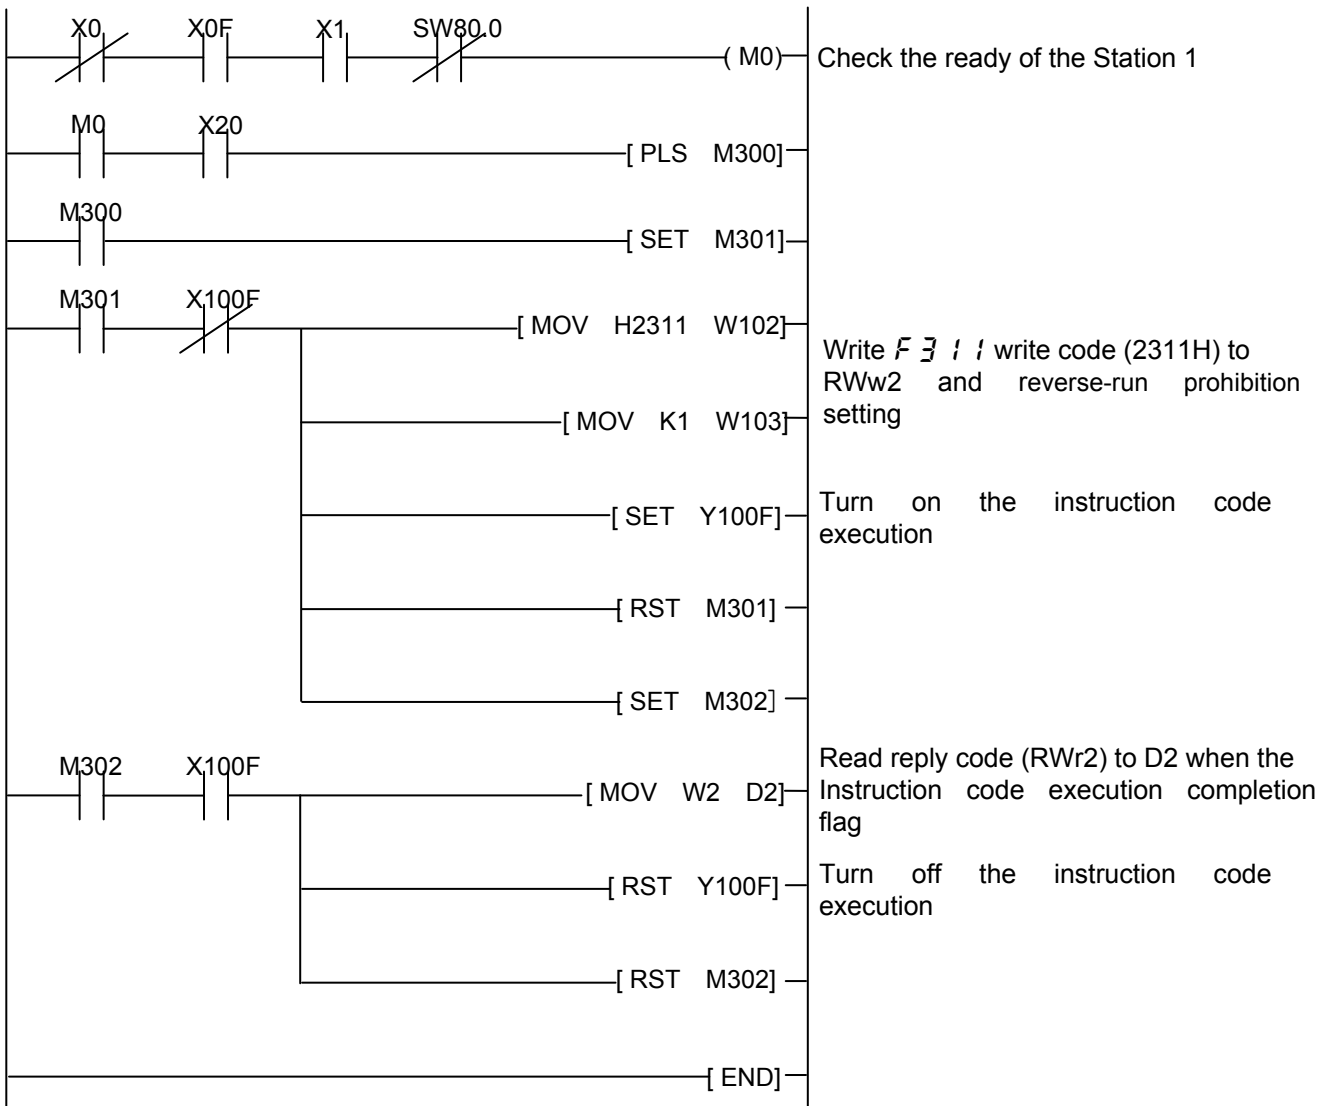 X0 X0F X1 SW80.0
( M0) Check the ready of the Station 1
M0 X20
[ PLS M300]
M300
[ SET M301]
M301 X100F
[ MOV H2311 W102]
Write F311 write code (2311H) to
RWw2 and reverse-run prohibition
setting
[ MOV K1 W103]
[ SET Y100F]
Turn on the instruction code
execution
[ RST M301]
[ SET M302]
M302 X100F
[ MOV W2 D2]
Read reply code (RWr2) to D2 when the
Instruction code execution completion
flag
[ RST Y100F]
Turn off the instruction code
execution
[ RST M302]
[ END]